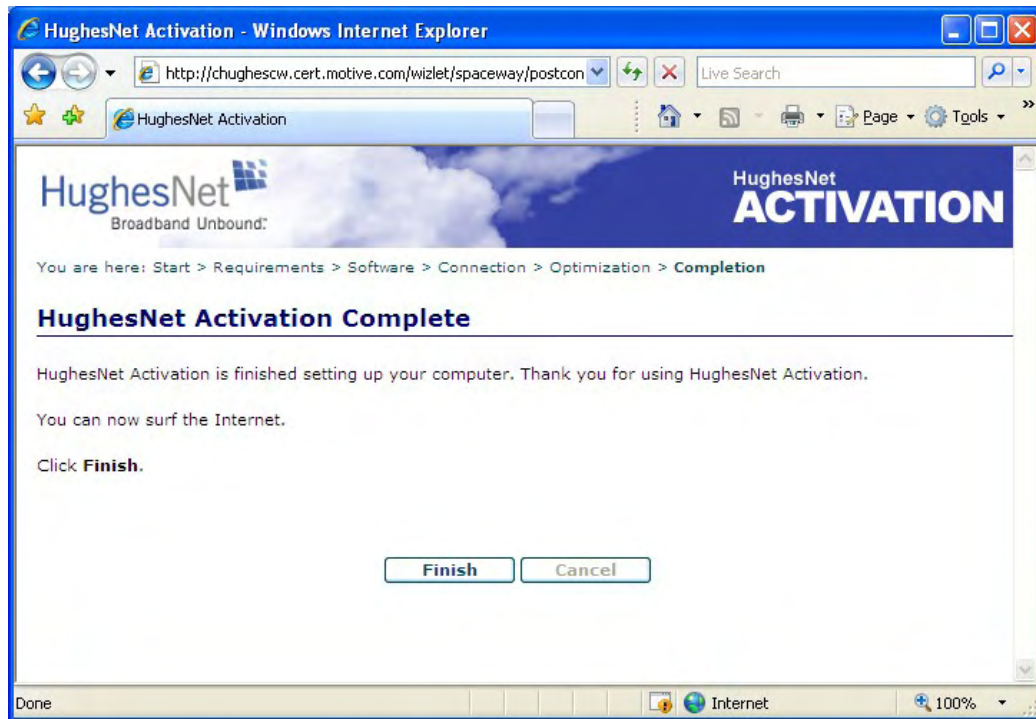 HughesNet Activation - Windows Internet Explorer
http://chughescw.cert.motive.com/wizlet/spaceway/postcon
Live Search
HughesNet Activation
Page
Tools
»
HughesNet
Broadband Unbound.™
HughesNet
ACTIVATION
You are here: Start > Requirements > Software > Connection > Optimization > Completion
HughesNet Activation Complete
HughesNet Activation is finished setting up your computer. Thank you for using HughesNet Activation.
You can now surf the Internet.
Click Finish.
Finish Cancel
Done Internet 100%